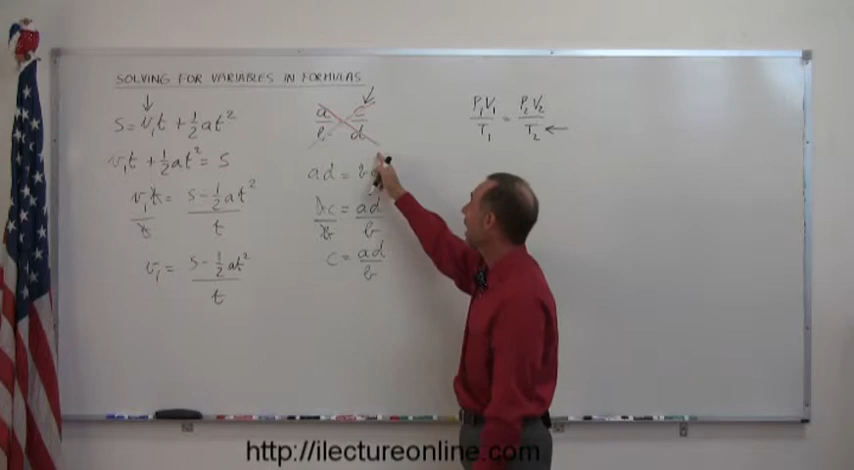 SOLVING FOR VARIABLES IN FORMULAS
S = v₁t + ½at²
v₁t + ½at² = S
v₁t / t = (S - ½at²) / t
v₁ = (S - ½at²) / t
a / b = c / d
ad = b
bc / b = ad / b
c = ad / b
P₁V₁ / T₁ = P₂V₂ / T₂
http://ilectureonline.com